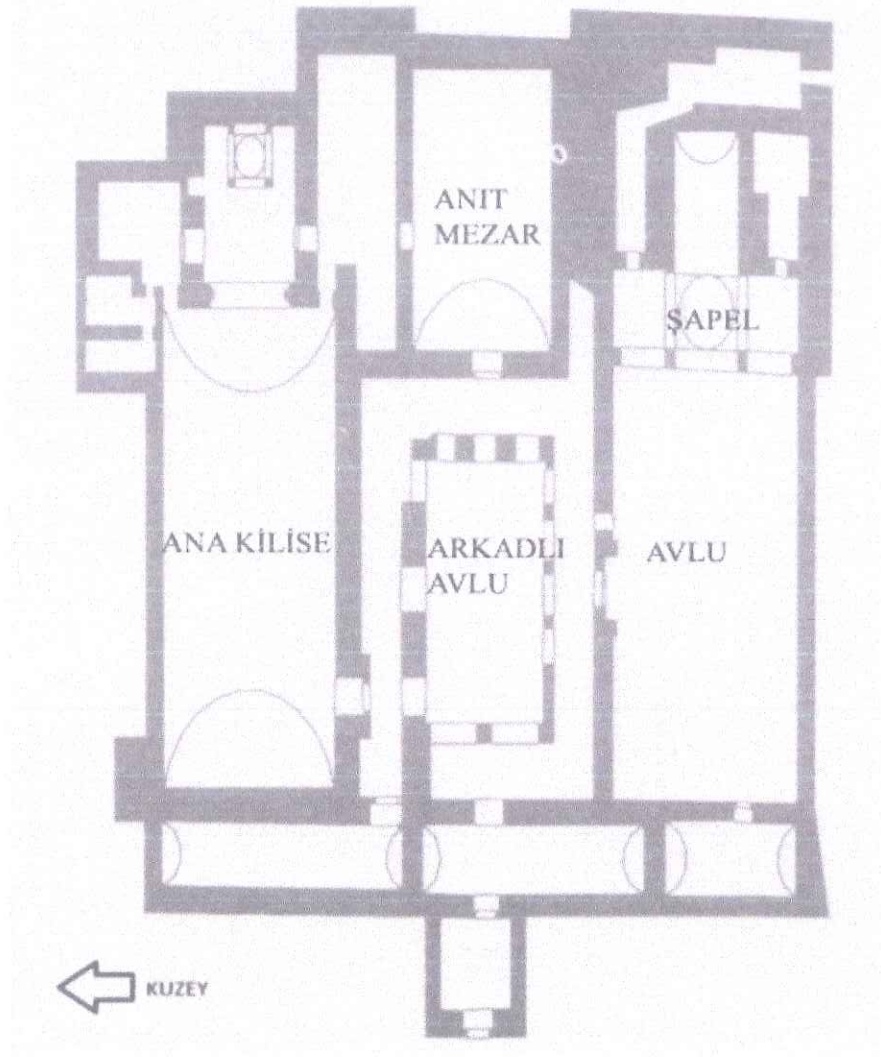 ANIT
MEZAR
ŞAPEL
ANA KİLİSE
ARKADLI
AVLU
AVLU
KUZEY